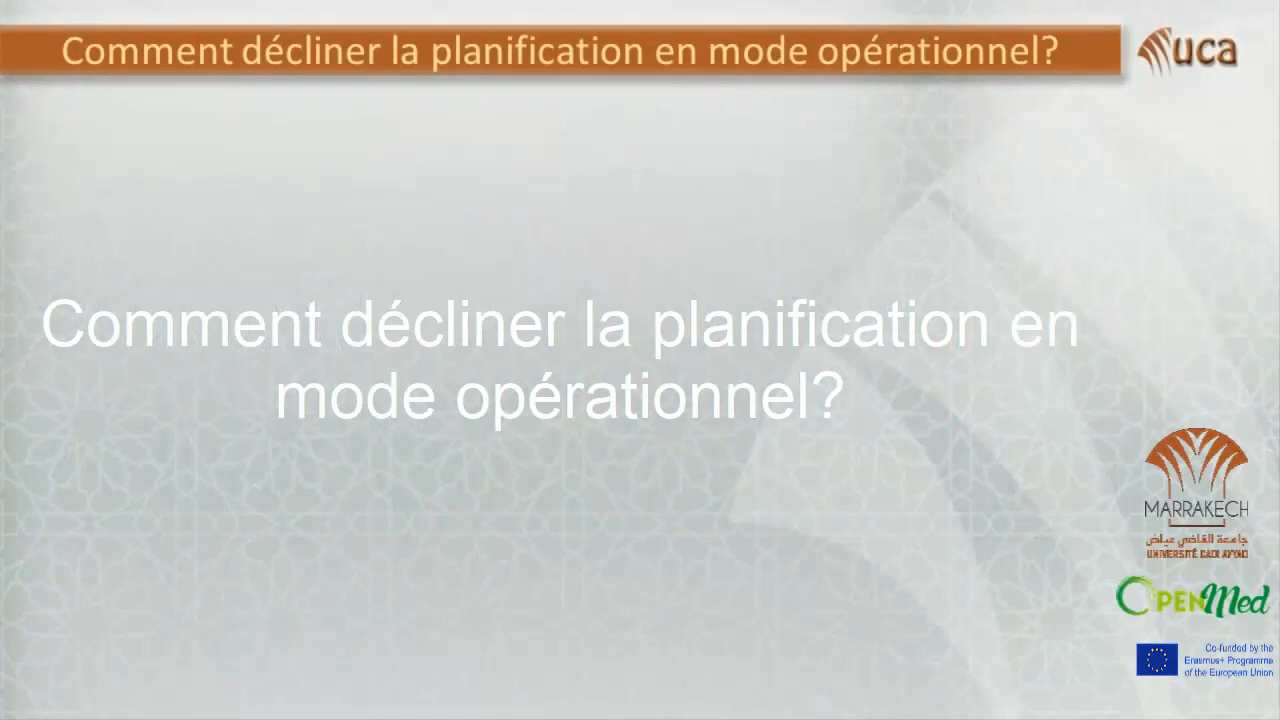 Comment décliner la planification en mode opérationnel?
uca
Comment décliner la planification en
mode opérationnel?
MARRAKECH
جامعة القاضي عياض
UNIVERSITÉ CADI AYYAD
OPENMed
Co-funded by the
Erasmus+ Programme
of the European Union